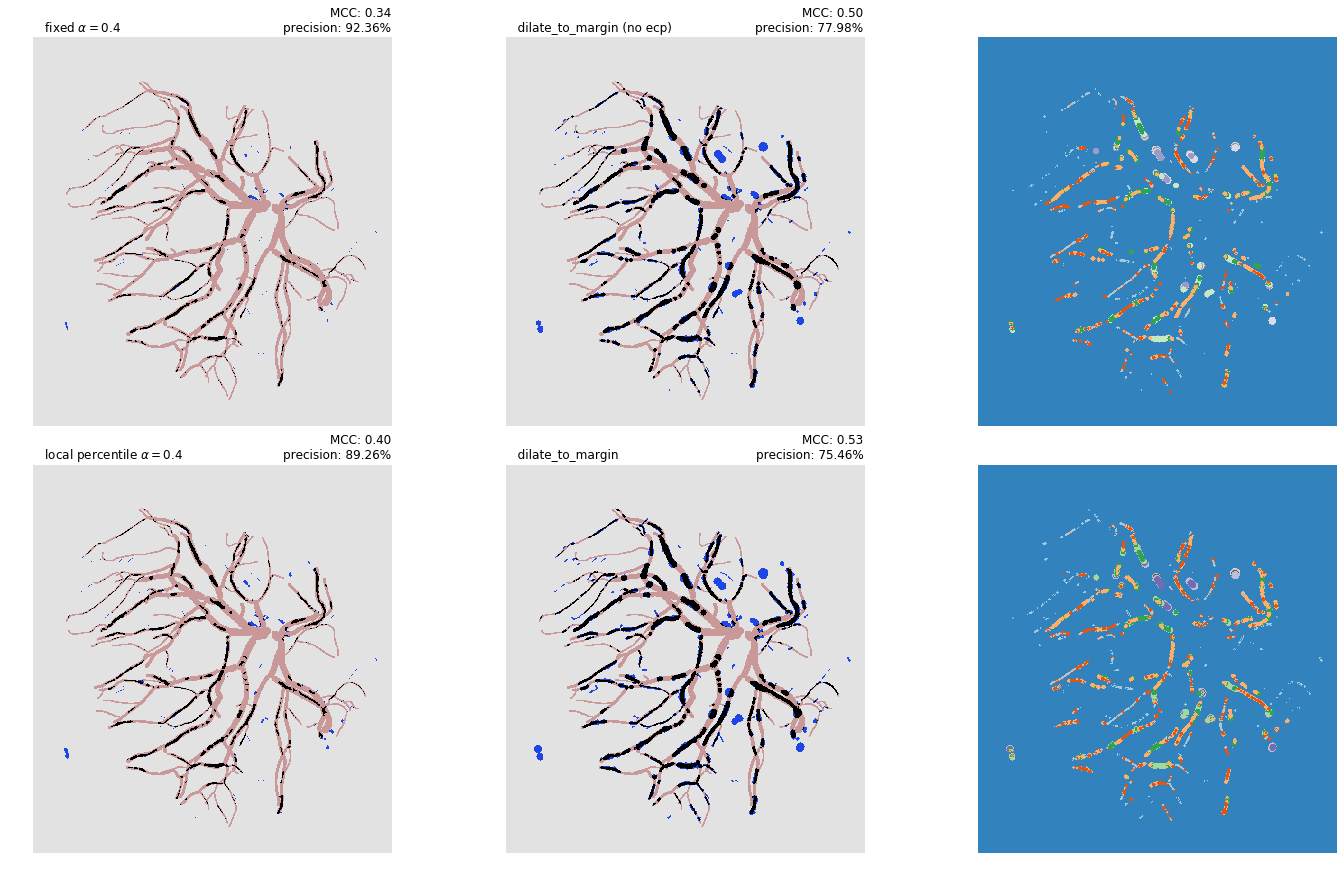 MCC: 0.34
fixed α = 0.4 precision: 92.36%
MCC: 0.50
dilate_to_margin (no ecp) precision: 77.98%
MCC: 0.40
local percentile α = 0.4 precision: 89.26%
MCC: 0.53
dilate_to_margin precision: 75.46%